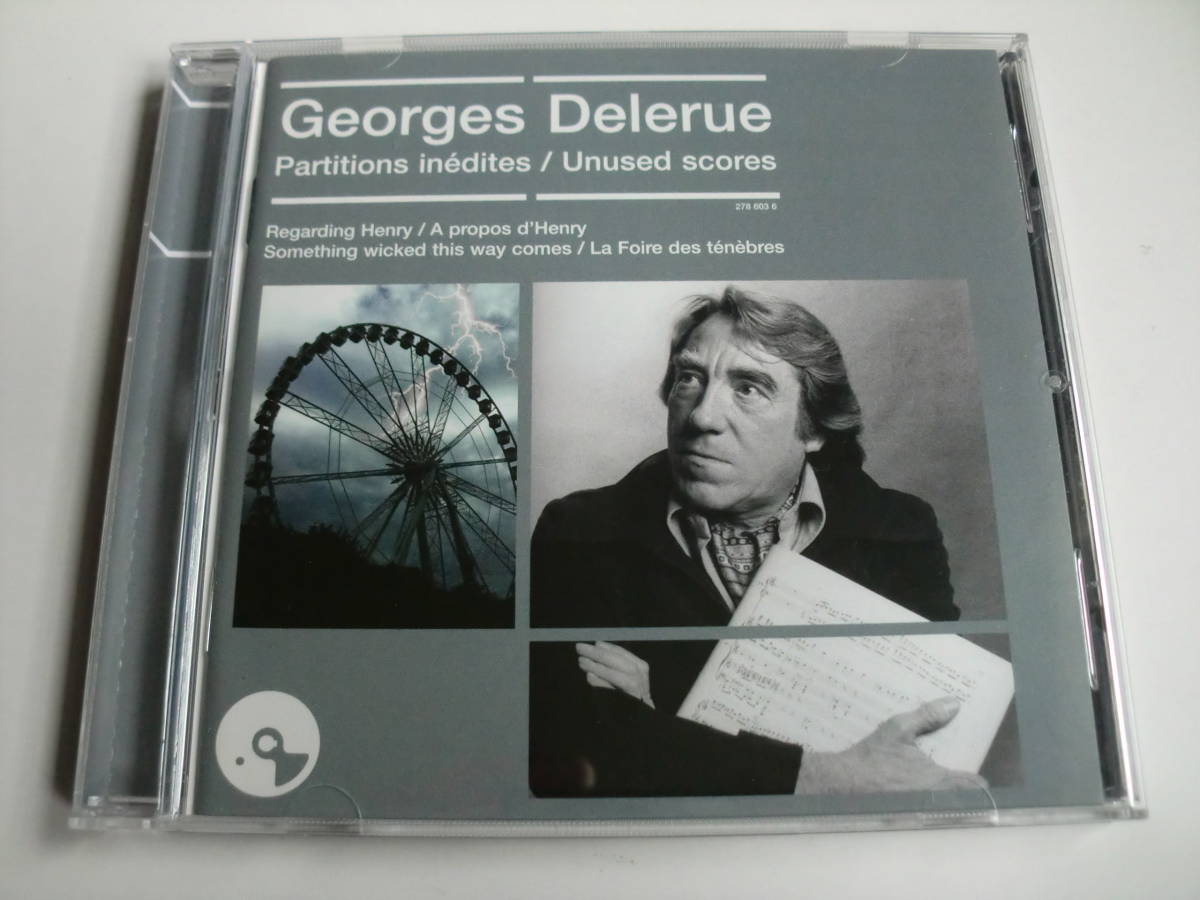 Georges Delerue
Partitions inédites / Unused scores
278 603 6
Regarding Henry / A propos d'Henry
Something wicked this way comes / La Foire des ténèbres